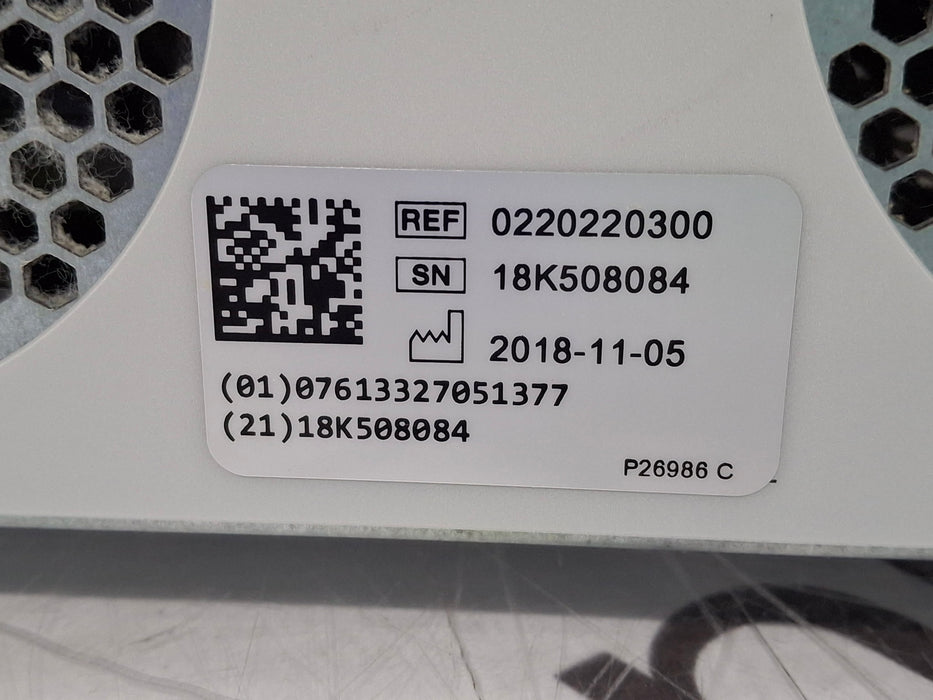 REF 0220220300
SN 18K508084
2018-11-05
(01)07613327051377
(21)18K508084
P26986 C